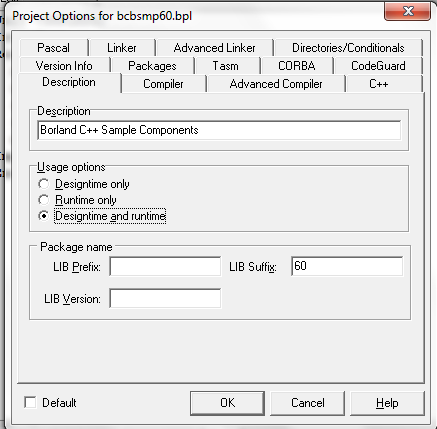 Project Options for bcbsmp60.bpl
Pascal Linker Advanced Linker Directories/Conditionals
Version Info Packages Tasm CORBA CodeGuard
Description Compiler Advanced Compiler C++
Description
Borland C++ Sample Components
Usage options
Designtime only
Runtime only
Designtime and runtime
Package name
LIB Prefix: LIB Suffix: 60
LIB Version:
Default OK Cancel Help